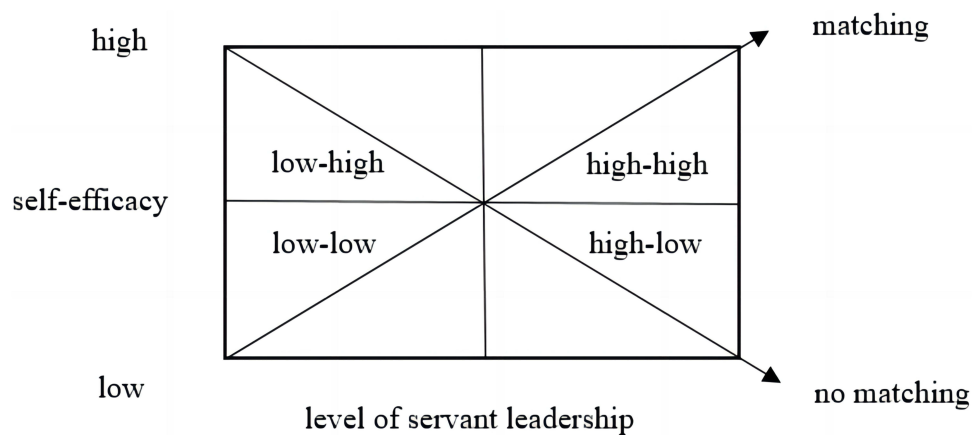 high
matching
low-high
high-high
self-efficacy
low-low
high-low
low
no matching
level of servant leadership